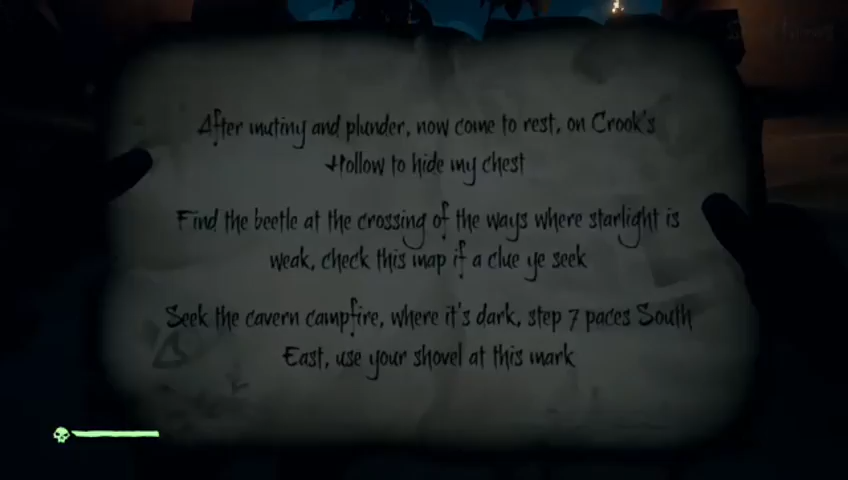 After mutiny and plunder, now come to rest, on Crook's
Hollow to hide my chest
Find the beetle at the crossing of the ways where starlight is
weak, check this map if a clue ye seek
Seek the cavern campfire, where it's dark, step 7 paces South
East, use your shovel at this mark